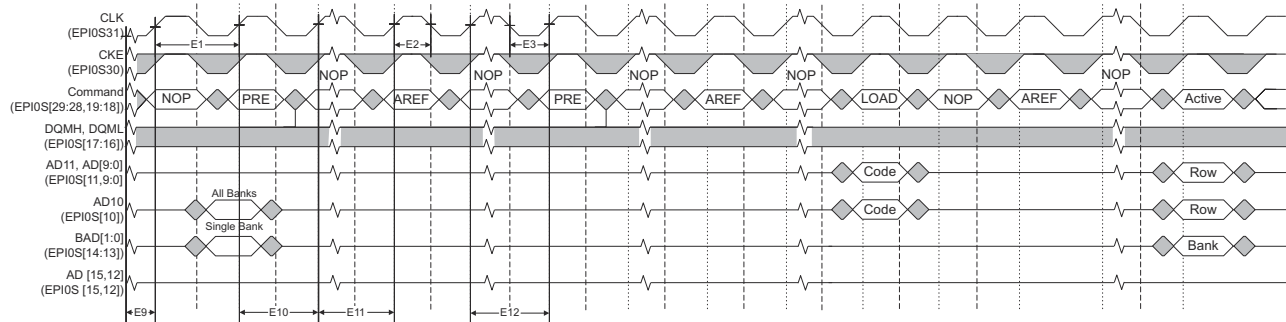 CLK
(EPI0S31)
E1
E2
E3
CKE
(EPI0S30)
NOP
NOP
NOP
NOP
NOP
Command
(EPI0S[29:28,19:18])
NOP
PRE
AREF
PRE
AREF
LOAD
NOP
AREF
Active
DQMH, DQML
(EPI0S[17:16])
AD11, AD[9:0]
(EPI0S[11,9:0])
Code
Row
All Banks
AD10
(EPI0S[10])
Code
Row
Single Bank
BAD[1:0]
(EPI0S[14:13])
Bank
AD [15,12]
(EPI0S [15,12])
E9
E10
E11
E12